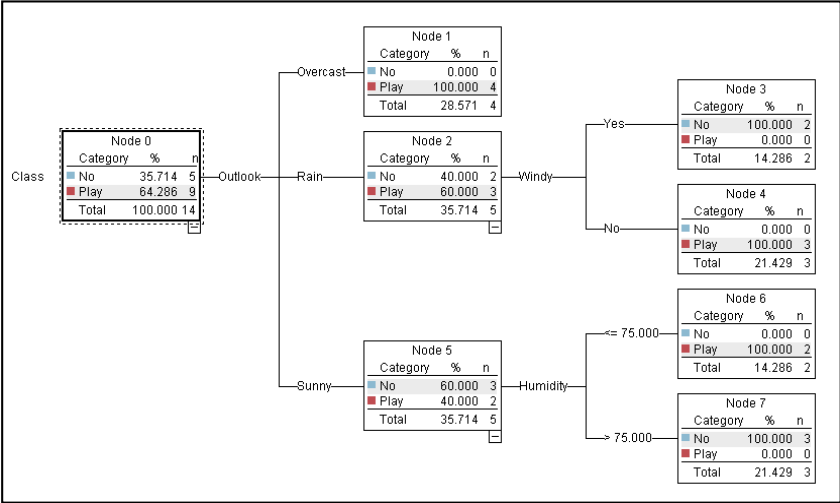 Class
Node 0
Category % n
No 35.714 5
Play 64.286 9
Total 100.000 14
Outlook
Overcast
Node 1
Category % n
No 0.000 0
Play 100.000 4
Total 28.571 4
Rain
Node 2
Category % n
No 40.000 2
Play 60.000 3
Total 35.714 5
Windy
Yes
Node 3
Category % n
No 100.000 2
Play 0.000 0
Total 14.286 2
No
Node 4
Category % n
No 0.000 0
Play 100.000 3
Total 21.429 3
Sunny
Node 5
Category % n
No 60.000 3
Play 40.000 2
Total 35.714 5
Humidity
<= 75.000
Node 6
Category % n
No 0.000 0
Play 100.000 2
Total 14.286 2
> 75.000
Node 7
Category % n
No 100.000 3
Play 0.000 0
Total 21.429 3